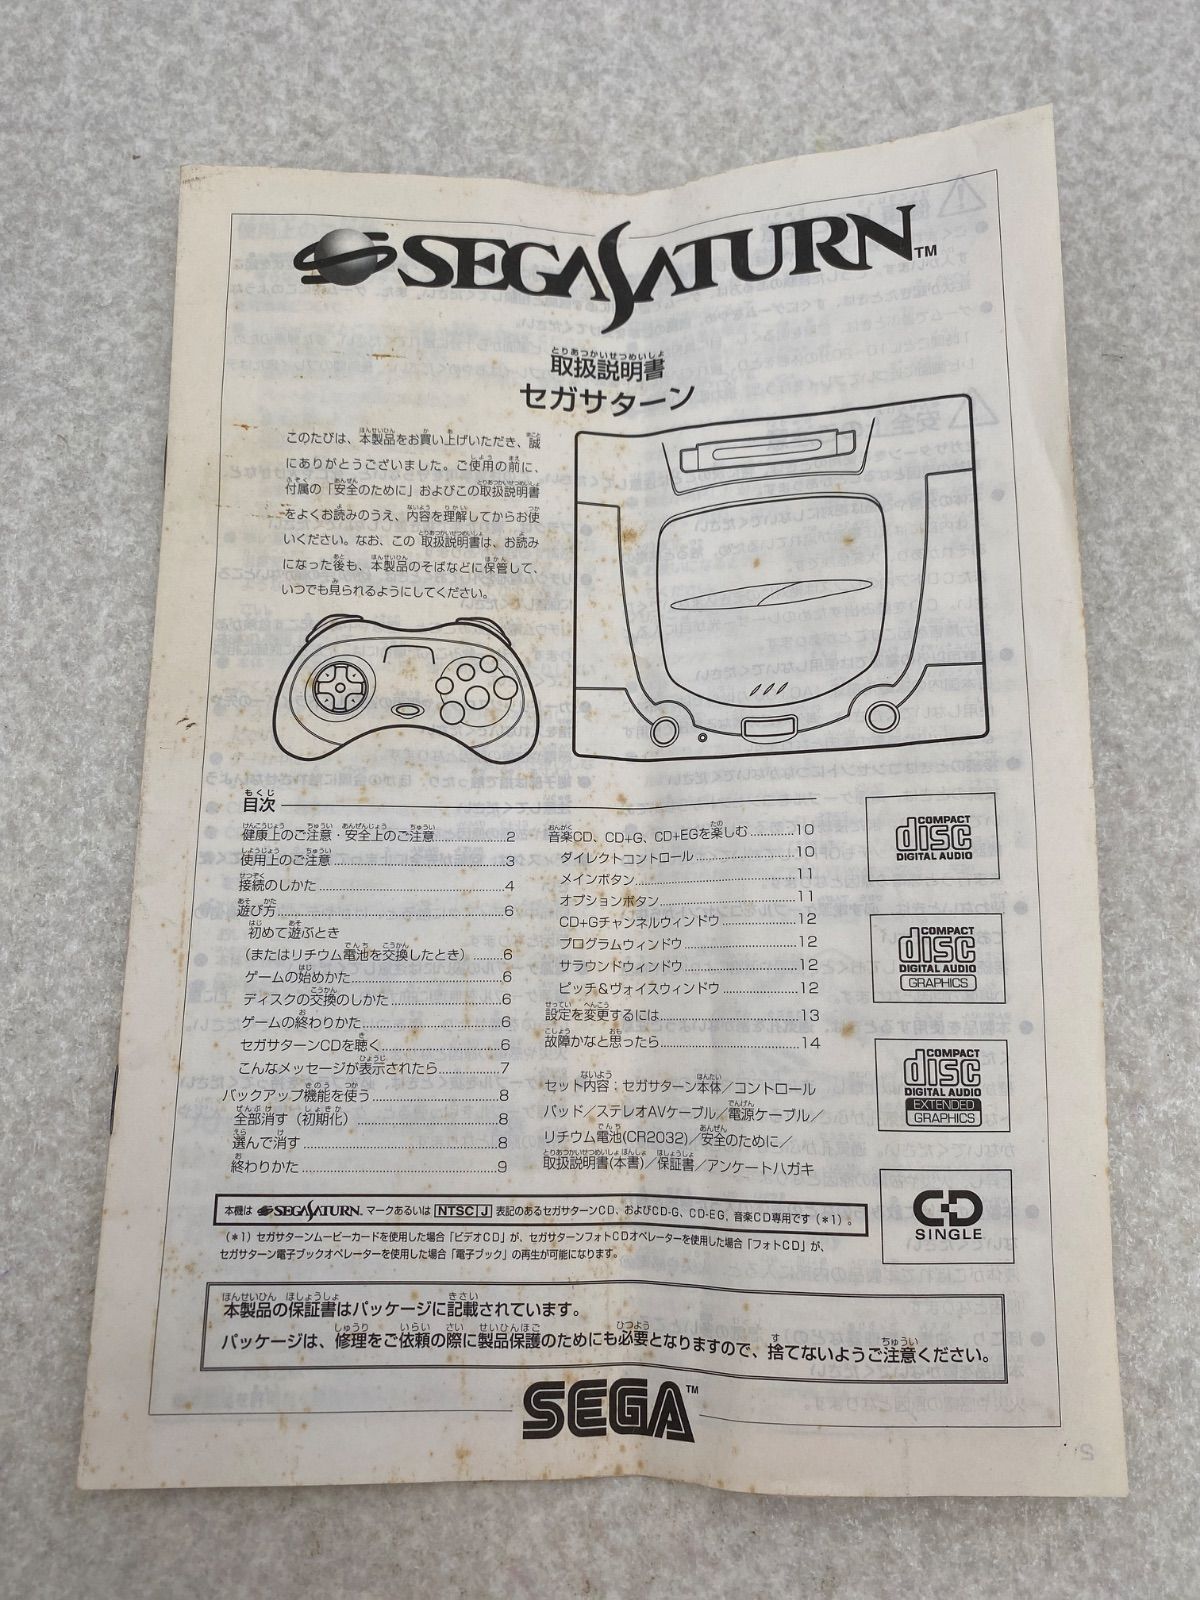 SEGA SATURN™
とりあつかいせつめいしょ
取扱説明書
セガサターン
このたびは、本製品をお買い上げいただき、誠
にありがとうございました。ご使用の前に、
付属の「安全のために」およびこの取扱説明書
をよくお読みのうえ、内容を理解してからお使
いください。なお、この取扱説明書は、お読み
になった後も、本製品のそばなどに保管して、
いつでも見られるようにしてください。
もくじ
目次
健康上のご注意・安全上のご注意 2
使用上のご注意 3
接続のしかた 4
遊び方 6
初めて遊ぶとき
(またはリチウム電池を交換したとき) 6
ゲームの始めかた 6
ディスクの交換のしかた 6
ゲームの終わりかた 6
セガサターンCDを聴く 6
こんなメッセージが表示されたら 7
バックアップ機能を使う 8
全部消す(初期化) 8
選んで消す 8
終わりかた 9
音楽CD、CD+G、CD+EGを楽しむ 10
ダイレクトコントロール 10
メインボタン 11
オプションボタン 11
CD+Gチャンネルウィンドウ 12
プログラムウィンドウ 12
サラウンドウィンドウ 12
ピッチ&ヴォイスウィンドウ 12
設定を変更するには 13
故障かなと思ったら 14
セット内容:セガサターン本体/コントロール
パッド/ステレオAVケーブル/電源ケーブル/
リチウム電池(CR2032)/安全のために/
取扱説明書(本書)/保証書/アンケートハガキ
COMPACT
disc
DIGITAL AUDIO
COMPACT
disc
DIGITAL AUDIO
GRAPHICS
COMPACT
disc
DIGITAL AUDIO
EXTENDED
GRAPHICS
CD
SINGLE
本機は SEGA SATURN™ マークあるいは NTSC J 表記のあるセガサターンCD、およびCD-G、CD-EG、音楽CD専用です(*1)。
(*1) セガサターンムービーカードを使用した場合「ビデオCD」が、セガサターンフォトCDオペレーターを使用した場合「フォトCD」が、
セガサターン電子ブックオペレーターを使用した場合「電子ブック」の再生が可能になります。
本製品の保証書はパッケージに記載されています。
パッケージは、修理をご依頼の際に製品保護のためにも必要となりますので、捨てないようご注意ください。
SEGA™